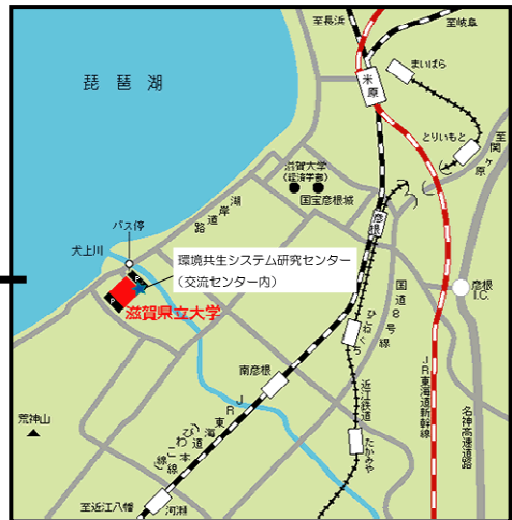 至長浜
至岐阜
琵琶湖
米原
まいばら
とりいもと
至関ヶ原
滋賀大学
(経済学部)
国宝彦根城
湖岸道路
彦根
バス停
犬上川
環境共生システム研究センター
(交流センター内)
滋賀県立大学
国道8号線
彦根
I.C.
ひこねぐち
南彦根
近江鉄道
JR東海道新幹線
名神高速道路
JR東海道本線
(びわこ線)
たかみや
荒神山
至近江八幡
河瀬